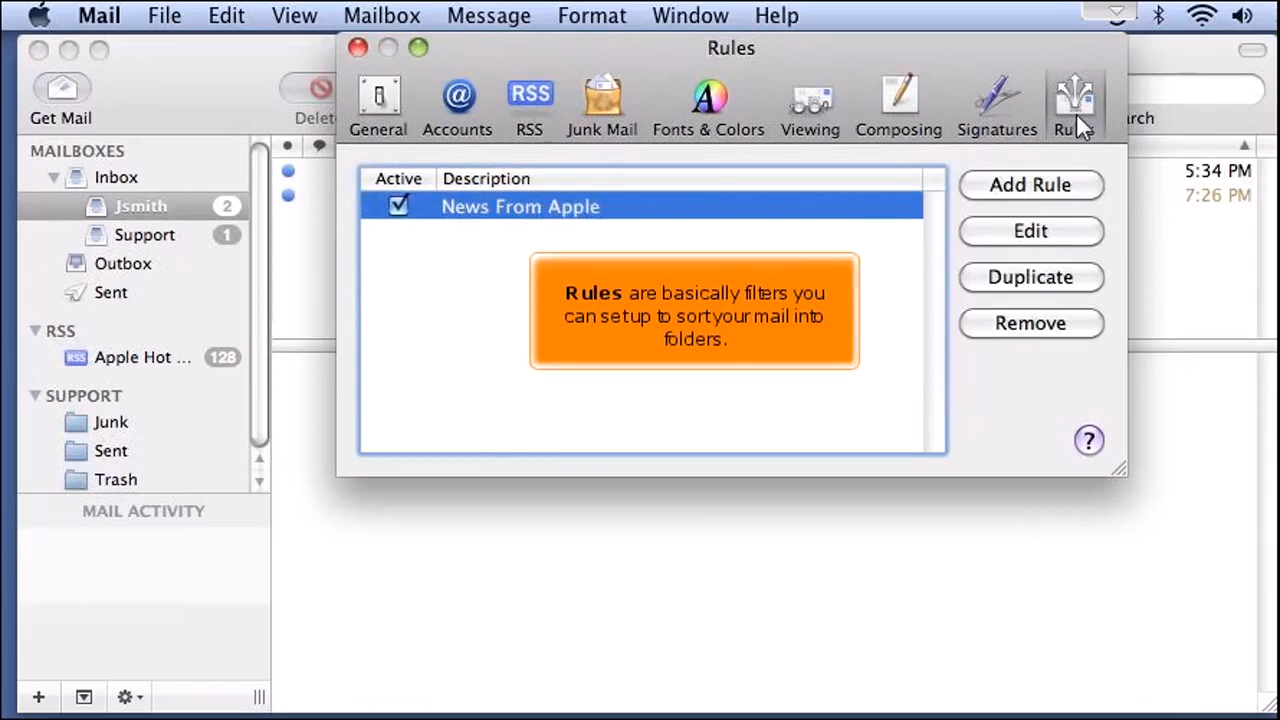 Mail File Edit View Mailbox Message Format Window Help
Rules
Get Mail
General Accounts RSS Junk Mail Fonts & Colors Viewing Composing Signatures
RSS
MAILBOXES
Inbox
Jsmith 2
Support 1
Outbox
Sent
RSS
RSS Apple Hot ... 128
SUPPORT
Junk
Sent
Trash
MAIL ACTIVITY
Active Description
News From Apple
Rules are basically filters you
can setup to sort your mail into
folders.
Add Rule
Edit
Duplicate
Remove
?
5:34 PM
7:26 PM